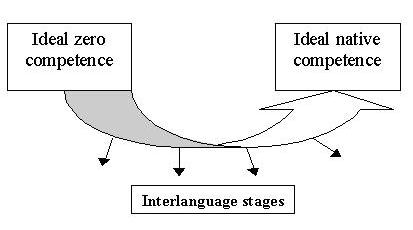 Ideal zero
competence
Ideal native
competence
Interlanguage stages